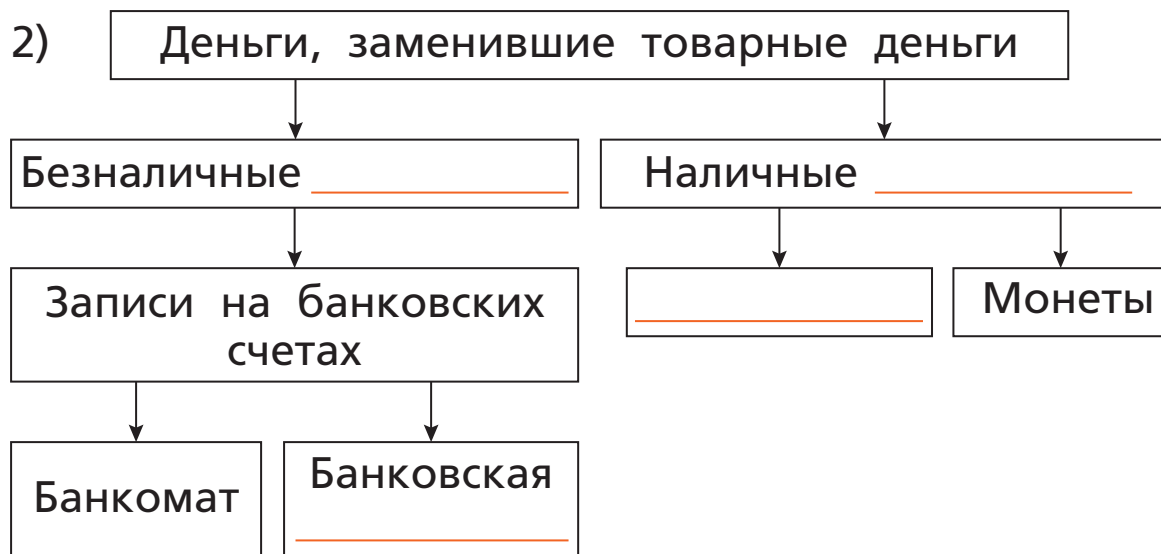 2) Деньги, заменившие товарные деньги
Безналичные
Наличные
Записи на банковских
счетах
Монеты
Банкомат
Банковская